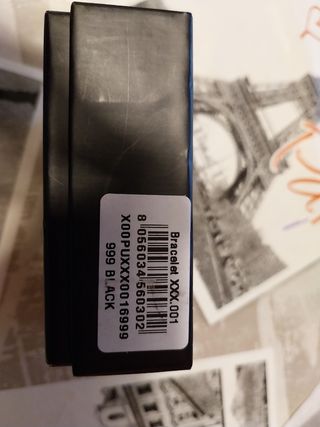 Bracelet XXX.001
8 056034 560302
X00PUXXX0016999
999 BLACK